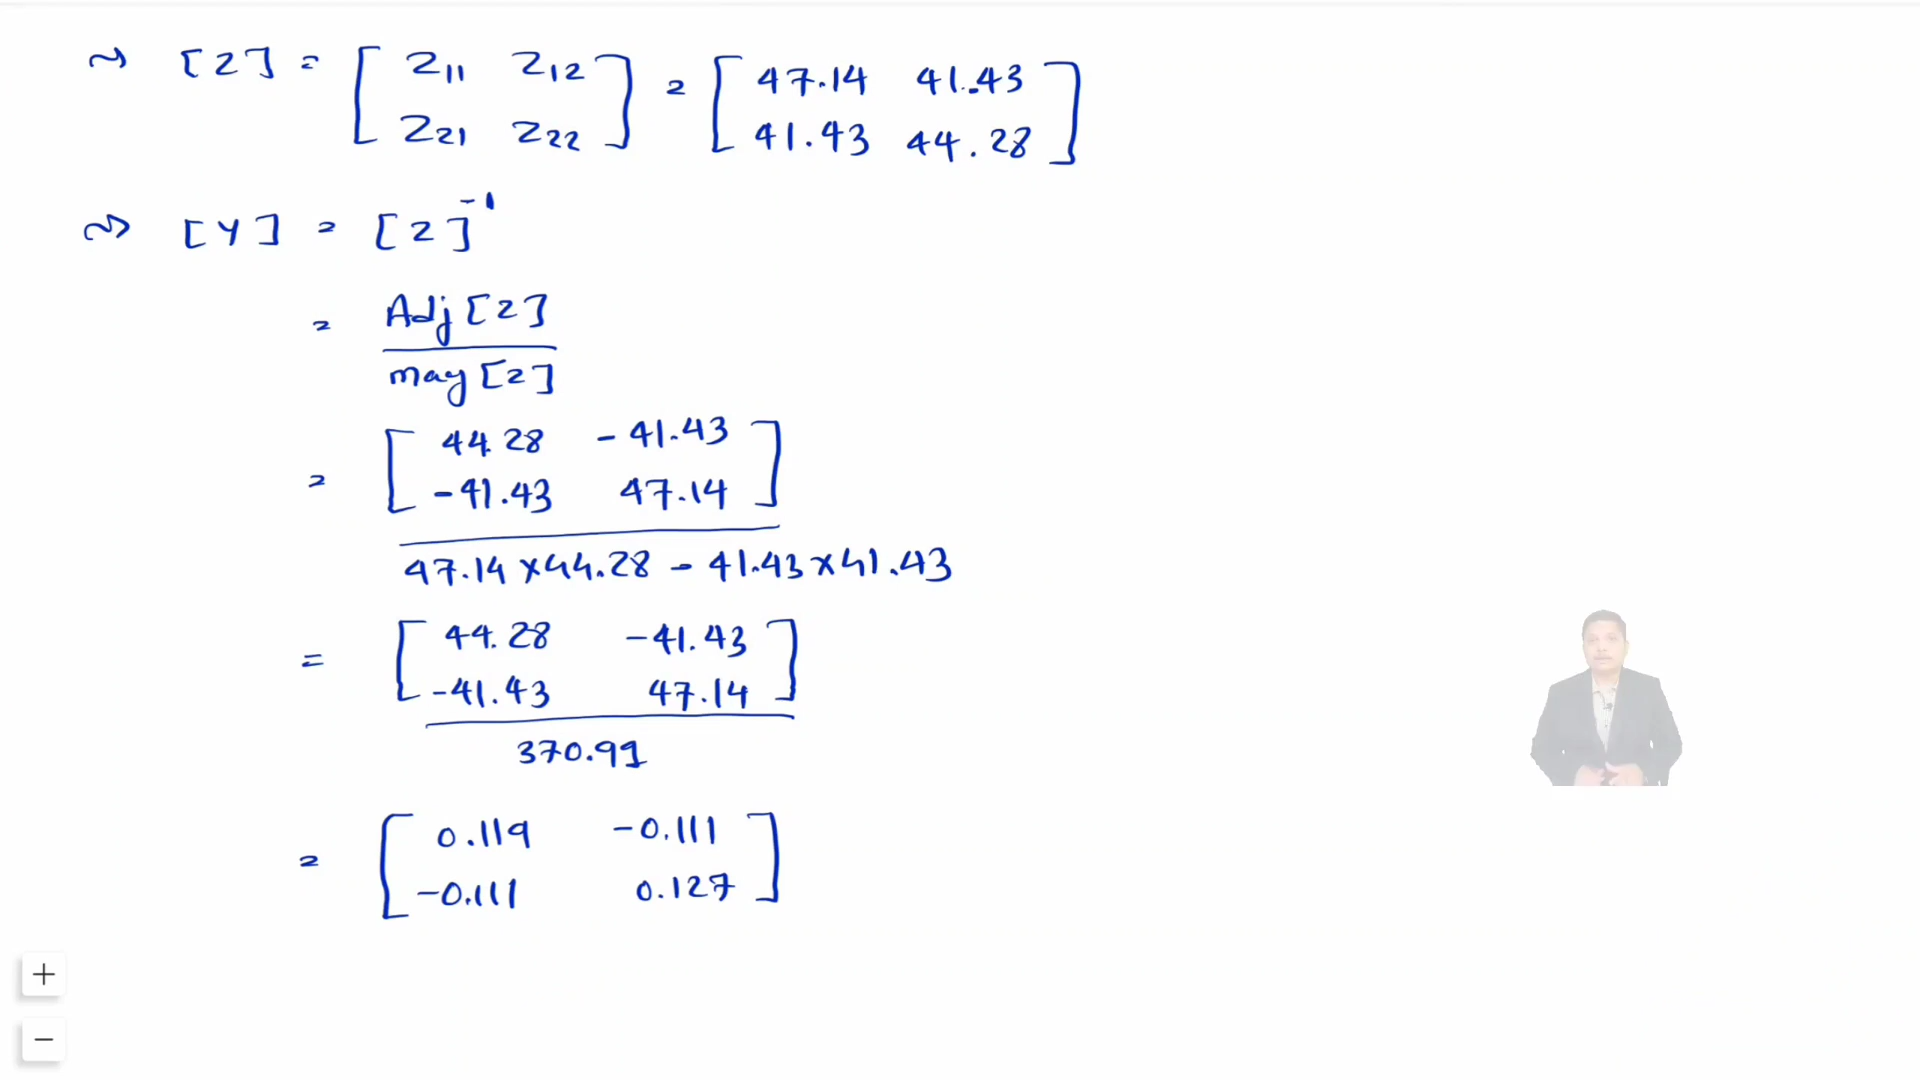 ~> [Z] = [ Z11 Z12
Z21 Z22 ] = [ 47.14 41.43
41.43 44.28 ]
~> [Y] = [Z]^-1
= Adj [Z]
mag [Z]
= [ 44.28 -41.43
-41.43 47.14 ]
47.14 × 44.28 - 41.43 × 41.43
= [ 44.28 -41.43
-41.43 47.14 ]
370.91
= [ 0.119 -0.111
-0.111 0.127 ]
+
−